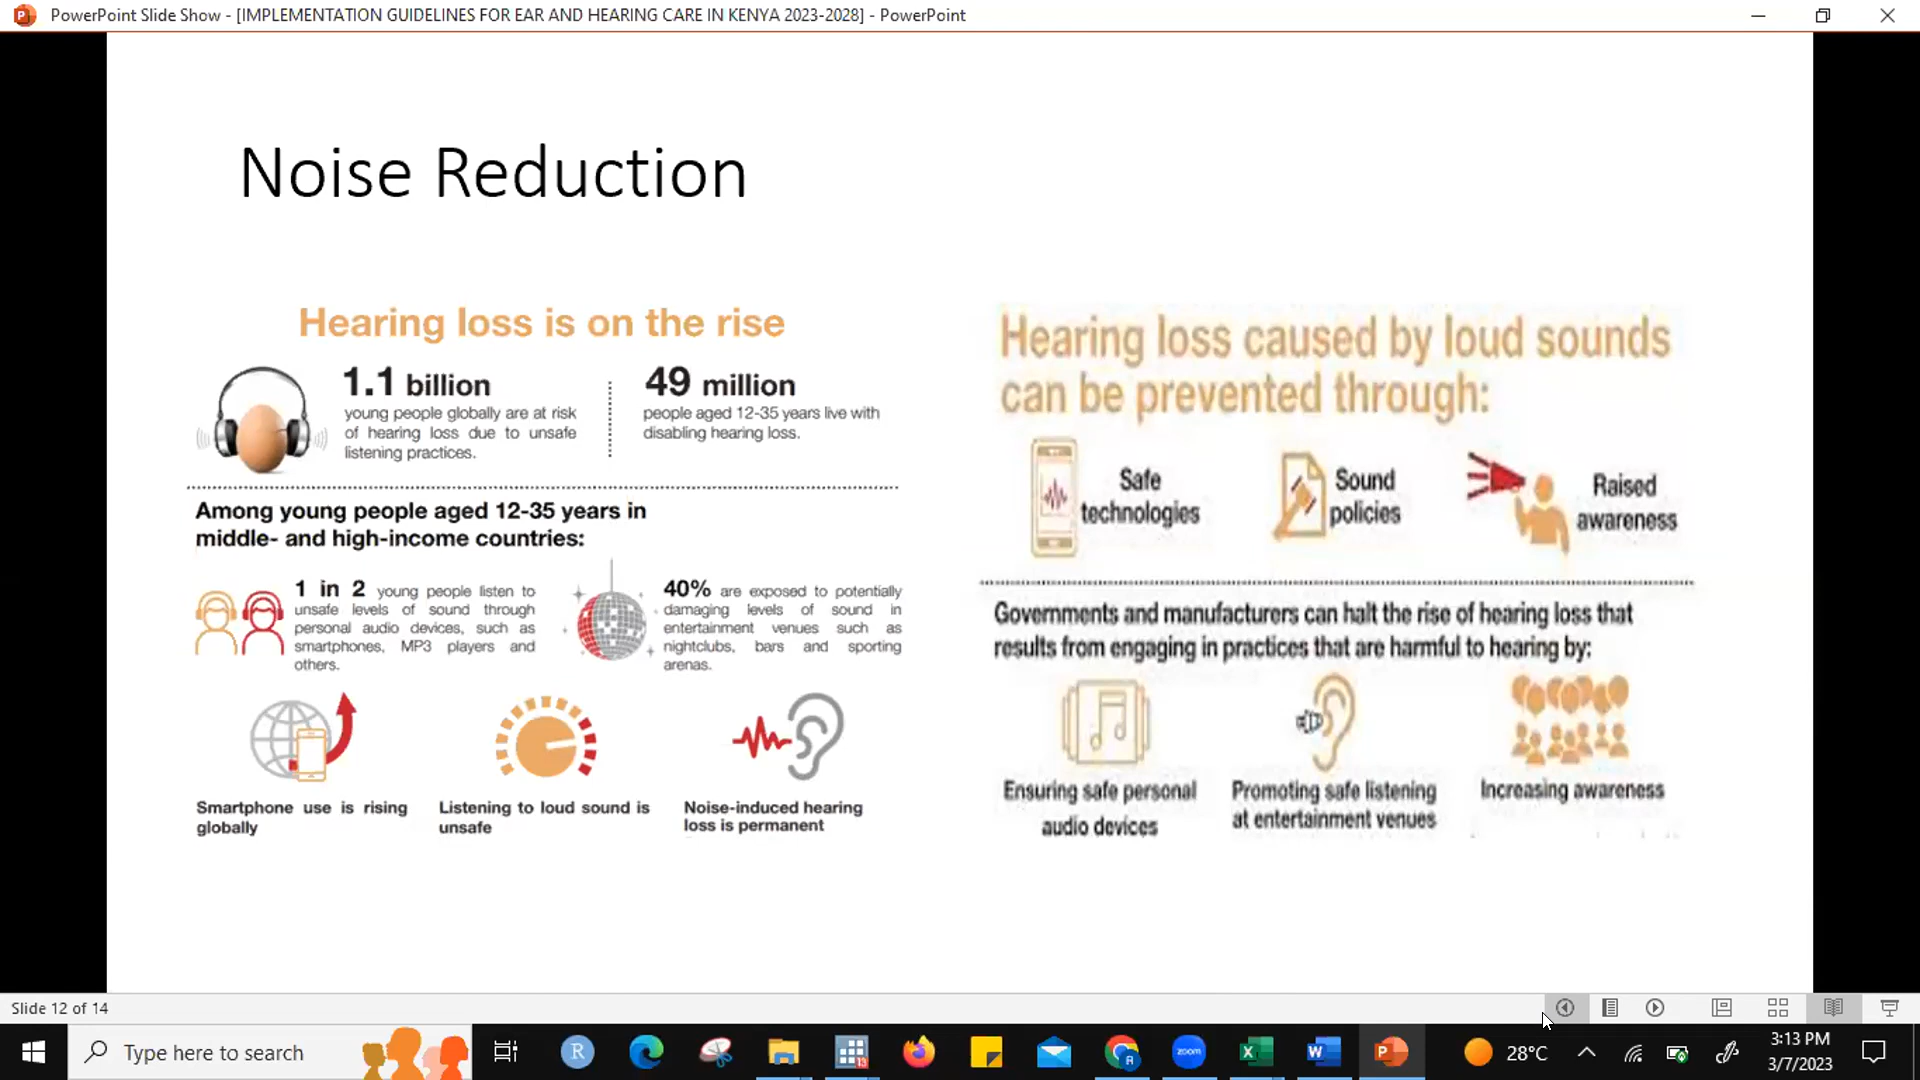 PowerPoint Slide Show - [IMPLEMENTATION GUIDELINES FOR EAR AND HEARING CARE IN KENYA 2023-2028] - PowerPoint
Noise Reduction
Hearing loss is on the rise
1.1 billion
young people globally are at risk
of hearing loss due to unsafe
listening practices.
49 million
people aged 12-35 years live with
disabling hearing loss.
Among young people aged 12-35 years in
middle- and high-income countries:
1 in 2 young people listen to
unsafe levels of sound through
personal audio devices, such as
smartphones, MP3 players and
others.
40% are exposed to potentially
damaging levels of sound in
entertainment venues such as
nightclubs, bars and sporting
arenas.
Smartphone use is rising
globally
Listening to loud sound is
unsafe
Noise-induced hearing
loss is permanent
Hearing loss caused by loud sounds
can be prevented through:
Safe
technologies
Sound
policies
Raised
awareness
Governments and manufacturers can halt the rise of hearing loss that
results from engaging in practices that are harmful to hearing by:
Ensuring safe personal
audio devices
Promoting safe listening
at entertainment venues
Increasing awareness
Slide 12 of 14
Type here to search
R
13
zoom
28°C
3:13 PM
3/7/2023